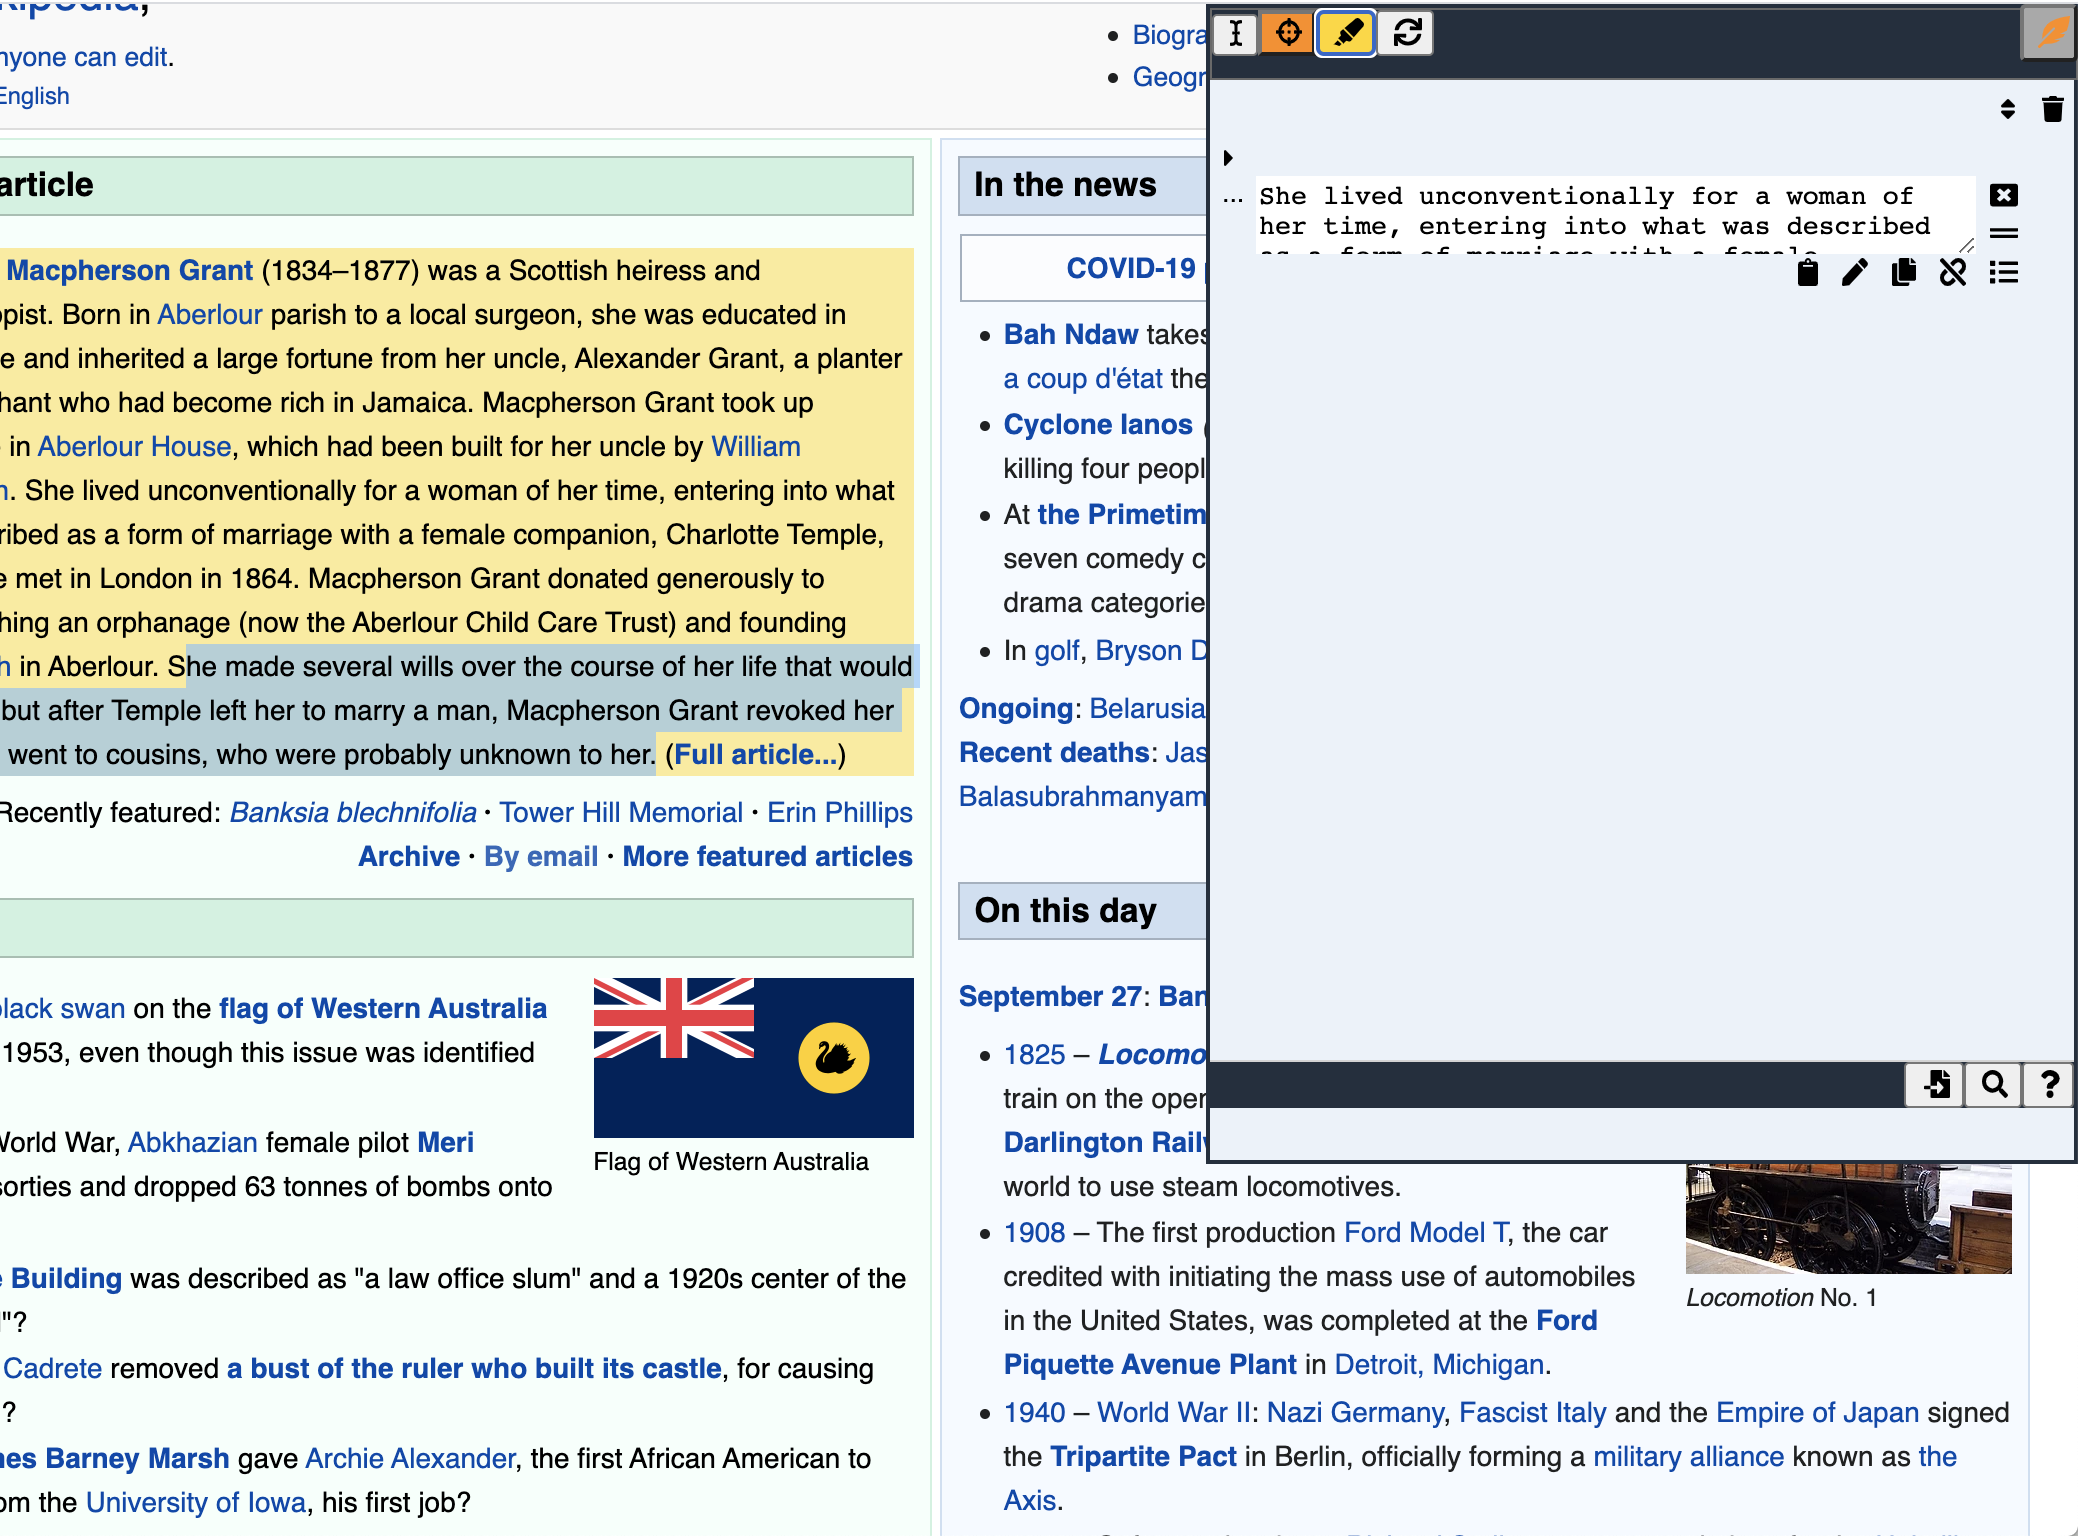 kipedia,
nyone can edit.
English
Biogra
Geogr
article
Macpherson Grant (1834–1877) was a Scottish heiress and
pist. Born in Aberlour parish to a local surgeon, she was educated in
e and inherited a large fortune from her uncle, Alexander Grant, a planter
hant who had become rich in Jamaica. Macpherson Grant took up
in Aberlour House, which had been built for her uncle by William
n. She lived unconventionally for a woman of her time, entering into what
ribed as a form of marriage with a female companion, Charlotte Temple,
e met in London in 1864. Macpherson Grant donated generously to
hing an orphanage (now the Aberlour Child Care Trust) and founding
h in Aberlour. She made several wills over the course of her life that would
but after Temple left her to marry a man, Macpherson Grant revoked her
went to cousins, who were probably unknown to her. (Full article...)
Recently featured: Banksia blechnifolia · Tower Hill Memorial · Erin Phillips
Archive · By email · More featured articles
black swan on the flag of Western Australia
1953, even though this issue was identified
World War, Abkhazian female pilot Meri
sorties and dropped 63 tonnes of bombs onto
Flag of Western Australia
e Building was described as "a law office slum" and a 1920s center of the
l"?
Cadrete removed a bust of the ruler who built its castle, for causing
?
nes Barney Marsh gave Archie Alexander, the first African American to
om the University of Iowa, his first job?
In the news
COVID-19
Bah Ndaw takes
a coup d'état the
Cyclone Ianos (
killing four peopl
At the Primetim
seven comedy c
drama categorie
In golf, Bryson D
Ongoing: Belarusia
Recent deaths: Jas
Balasubrahmanyam
On this day
September 27: Ban
1825 – Locomo
train on the oper
Darlington Railw
world to use steam locomotives.
1908 – The first production Ford Model T, the car
credited with initiating the mass use of automobiles
in the United States, was completed at the Ford
Piquette Avenue Plant in Detroit, Michigan.
1940 – World War II: Nazi Germany, Fascist Italy and the Empire of Japan signed
the Tripartite Pact in Berlin, officially forming a military alliance known as the
Axis.
Locomotion No. 1
... She lived unconventionally for a woman of
her time, entering into what was described
as a form of marriage with a female
?